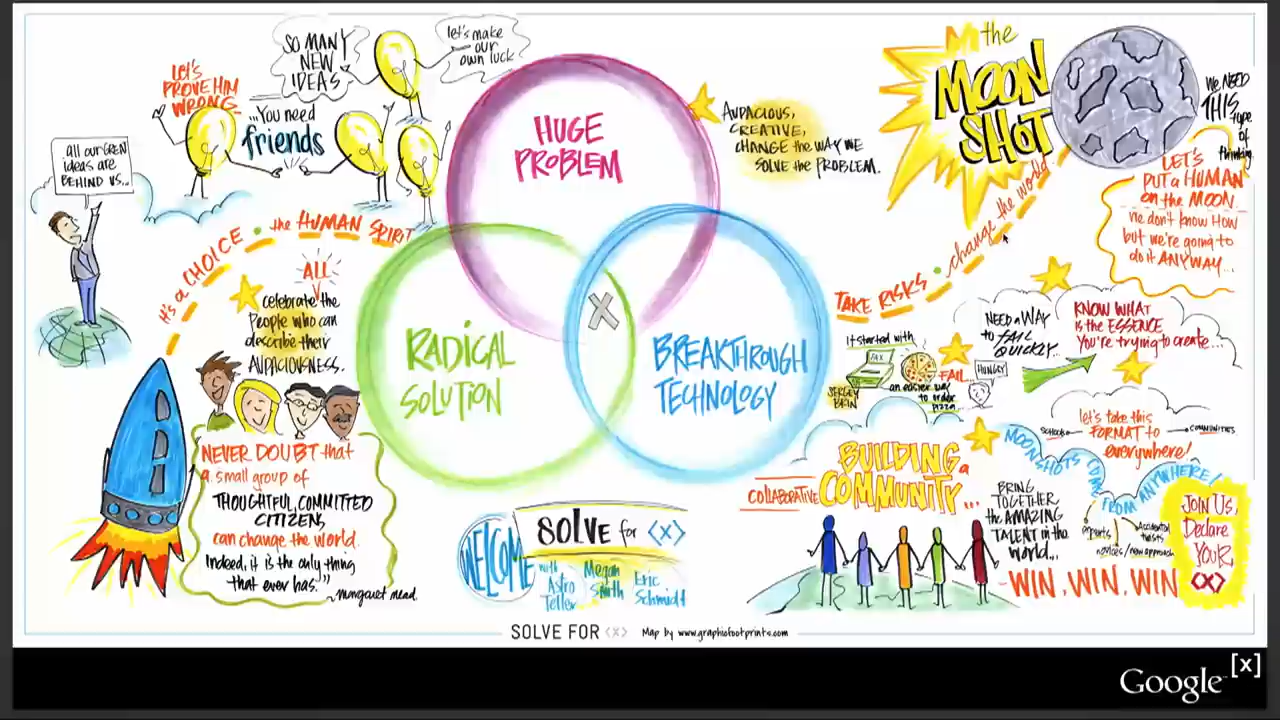 all our GREAT
ideas are
BEHIND US...
LET'S
PROVE HIM
WRONG
SO MANY
NEW
IDEAS
let's make
our
own luck
...You need
friends
It's a CHOICE • the HUMAN SPIRIT
ALL
celebrate the
People who can
describe their
AUDACIOUSNESS.
NEVER DOUBT that
a small group of
THOUGHTFUL, COMMITTED
CITIZENS
can change the world.
Indeed, it is the only thing
that ever has."
margaret mead.
HUGE
PROBLEM
RADICAL
SOLUTION
X
BREAKTHROUGH
TECHNOLOGY
AUDACIOUS,
CREATIVE,
CHANGE the WAY WE
SOLVE the PROBLEM.
the
MOON
SHOT
We NEED
THIS
type
of
thinking.
LET'S
PUT a HUMAN
on the MOON.
we don't know HOW
but we're going to
do it ANYWAY...
TAKE RISKS • change the world
It started with
FAX
SERGEY
BRIN
FAIL
an easier way
to order
pizza
HUNGRY
NEED a WAY
to FAIL
QUICKLY...
KNOW WHAT
is the ESSENCE
You're trying to create...
let's take this
FORMAT to
everywhere!
SCHOOLS
COMMUNITIES
BUILDING a
COLLABORATIVE
COMMUNITY...
MOONSHOTS COME FROM ANYWHERE!
BRING
TOGETHER
the AMAZING
TALENT in the
world...
experts
novices/new approach
WIN, WIN, WIN
JOIN US,
Declare
YOUR
<x>
WELCOME
SOLVE for <x>
with
Astro
Teller
Megan
Smith
Eric
Schmidt
SOLVE FOR <x> Map by www.graphicfootprints.com
Google [x]